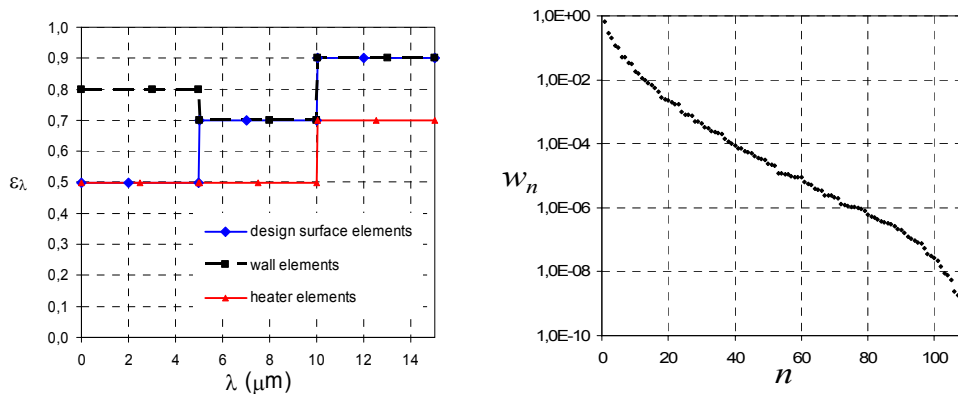 1,0
0,9
0,8
0,7
0,6
0,5
0,4
0,3
0,2
0,1
0,0
ελ
0 2 4 6 8 10 12 14
λ (μm)
design surface elements
wall elements
heater elements
1,0E+00
1,0E-02
1,0E-04
1,0E-06
1,0E-08
1,0E-10
wn
0 20 40 60 80 100
n